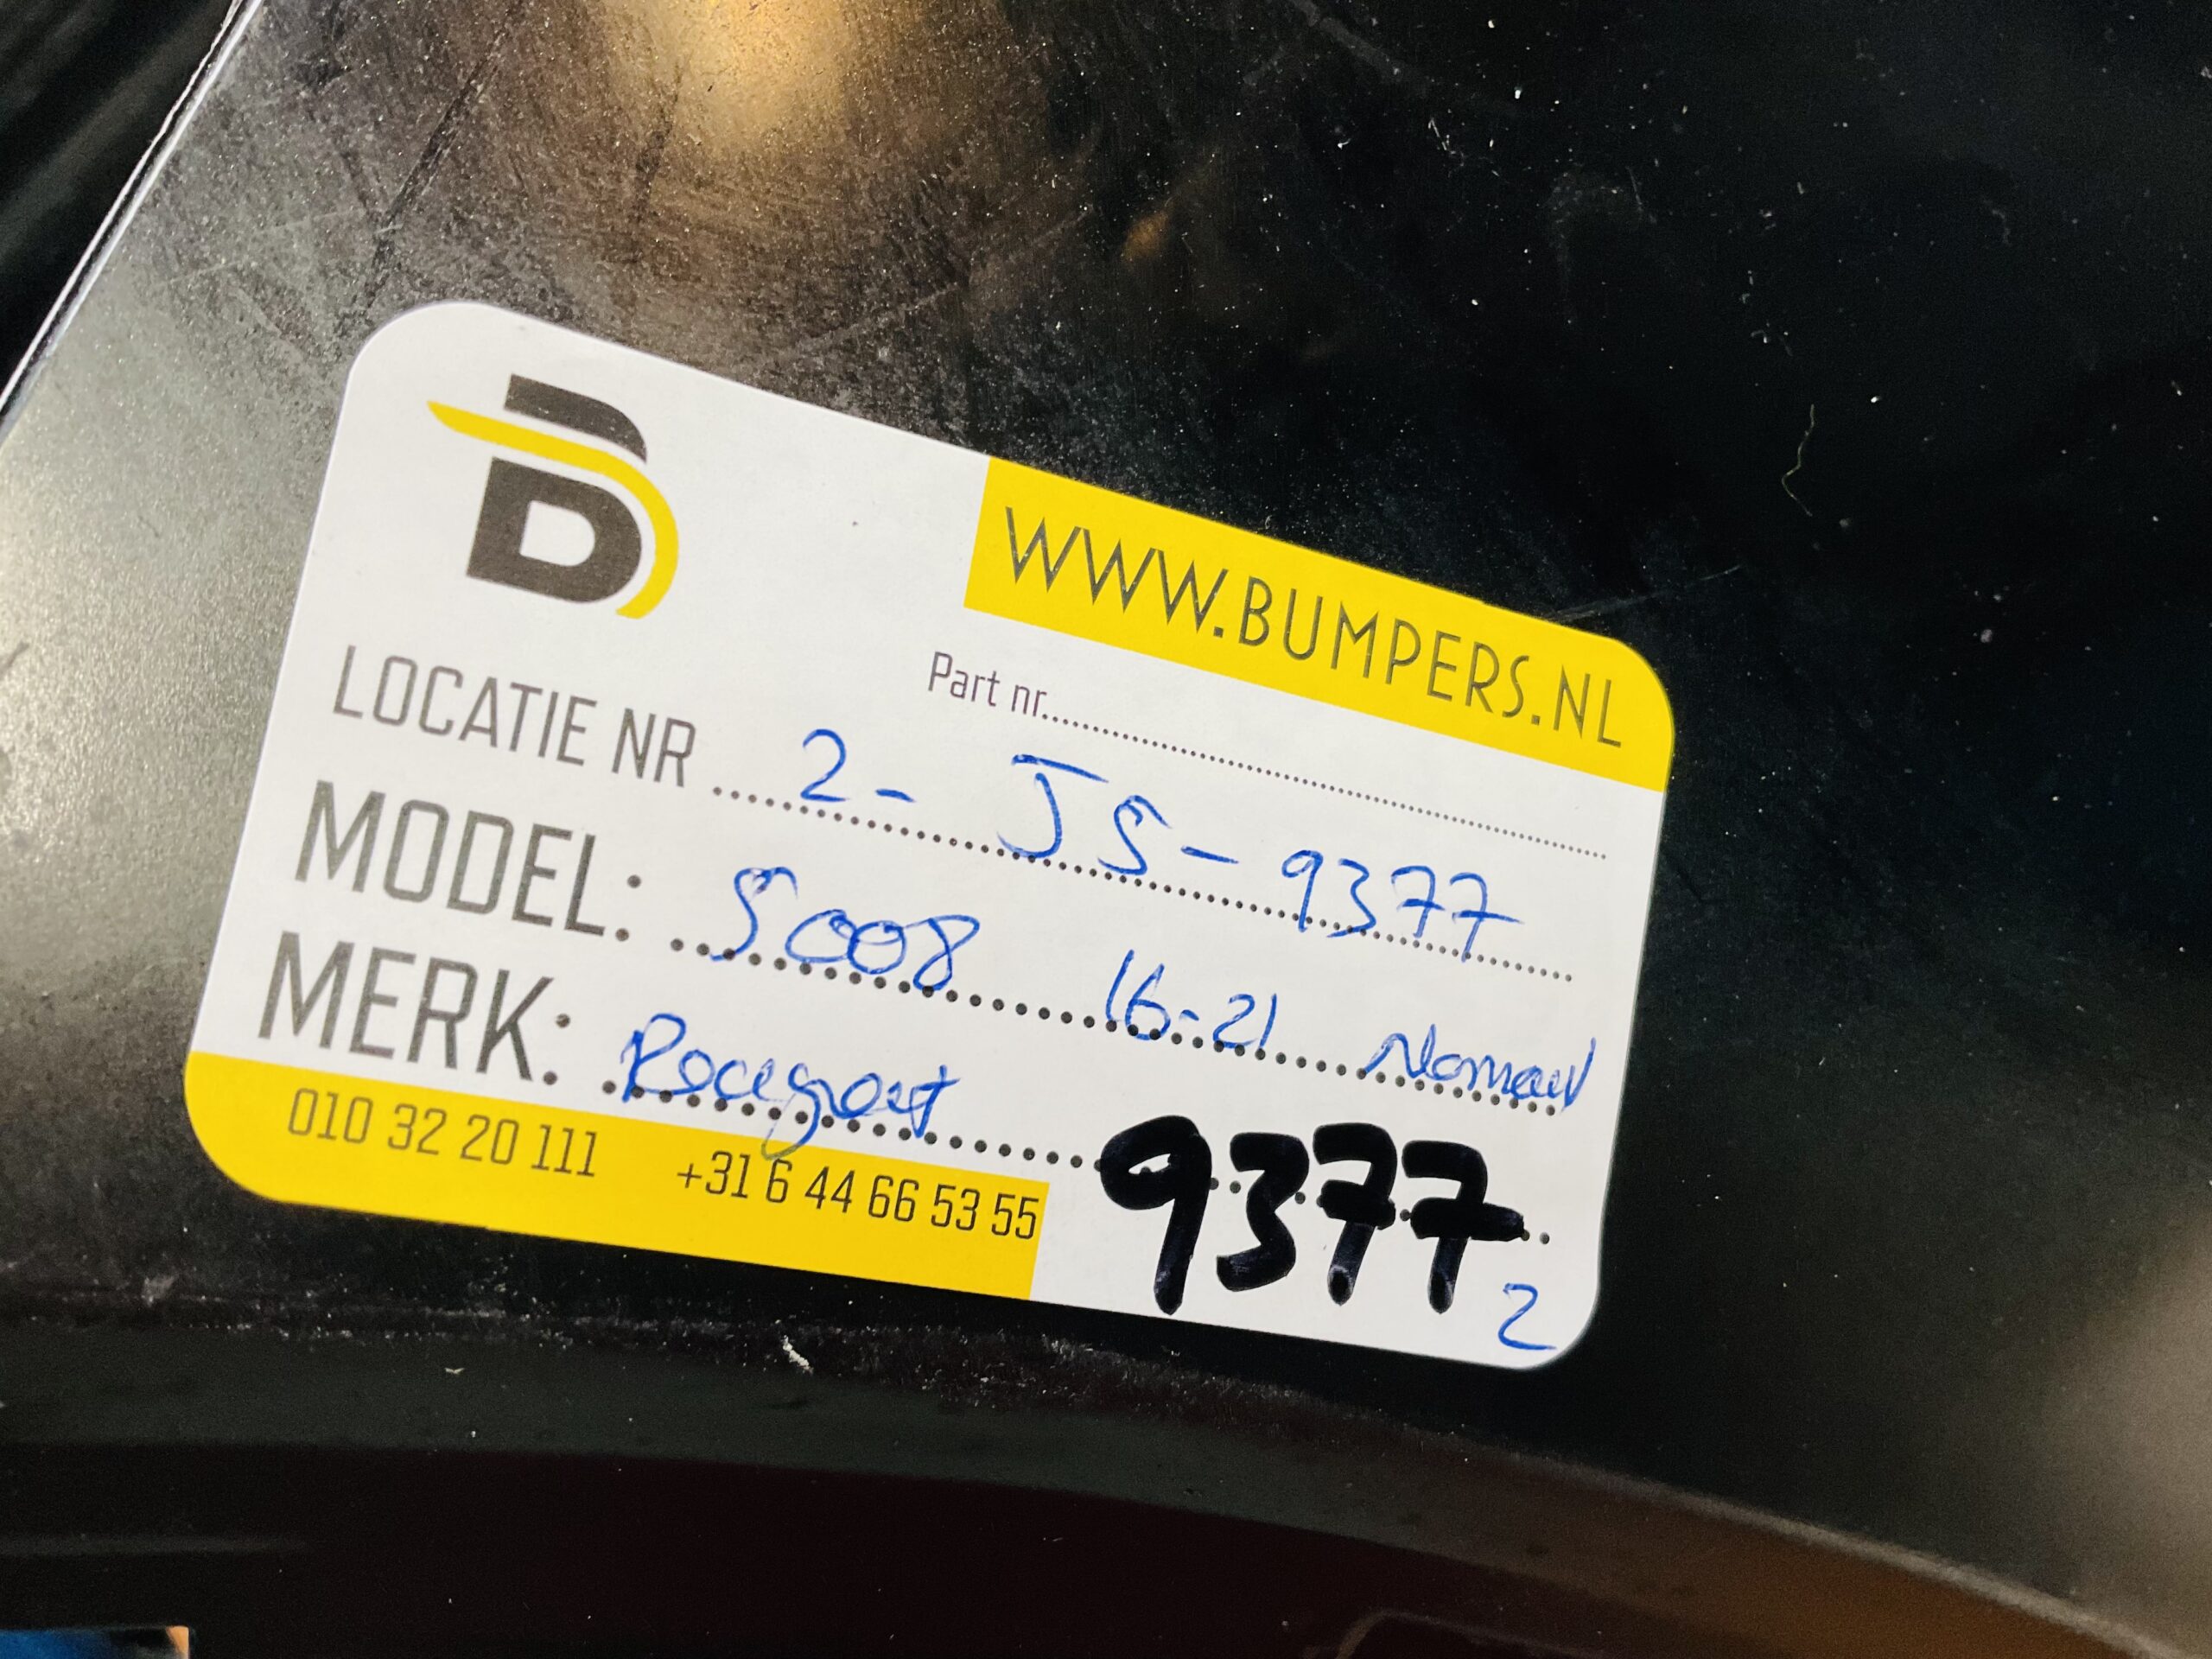 B
WWW.BUMPERS.NL
Part nr.
LOCATIE NR 2-JS-9377
MODEL: 5008 16-21
MERK: Peugeot
9377
2
010 32 20 111 +31 6 44 66 53 55